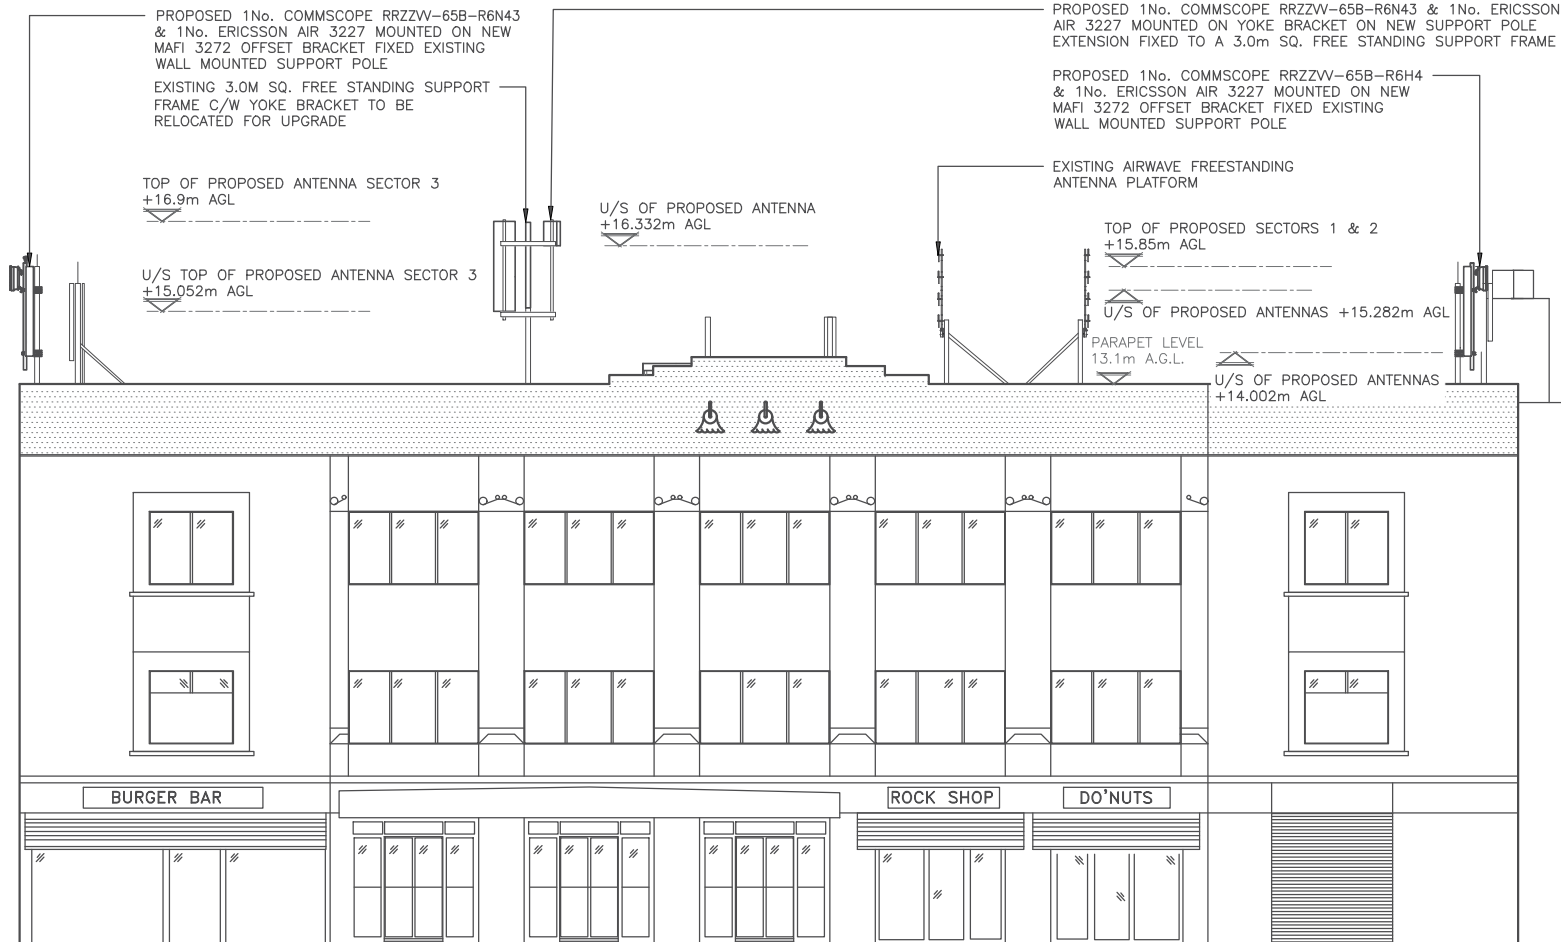 PROPOSED 1No. COMMSCOPE RRZZVV-65B-R6N43
& 1No. ERICSSON AIR 3227 MOUNTED ON NEW
MAFI 3272 OFFSET BRACKET FIXED EXISTING
WALL MOUNTED SUPPORT POLE
EXISTING 3.0M SQ. FREE STANDING SUPPORT
FRAME C/W YOKE BRACKET TO BE
RELOCATED FOR UPGRADE
PROPOSED 1No. COMMSCOPE RRZZVV-65B-R6N43 & 1No. ERICSSON
AIR 3227 MOUNTED ON YOKE BRACKET ON NEW SUPPORT POLE
EXTENSION FIXED TO A 3.0m SQ. FREE STANDING SUPPORT FRAME
PROPOSED 1No. COMMSCOPE RRZZVV-65B-R6H4
& 1No. ERICSSON AIR 3227 MOUNTED ON NEW
MAFI 3272 OFFSET BRACKET FIXED EXISTING
WALL MOUNTED SUPPORT POLE
EXISTING AIRWAVE FREESTANDING
ANTENNA PLATFORM
TOP OF PROPOSED ANTENNA SECTOR 3
+16.9m AGL
U/S OF PROPOSED ANTENNA
+16.332m AGL
TOP OF PROPOSED SECTORS 1 & 2
+15.85m AGL
U/S TOP OF PROPOSED ANTENNA SECTOR 3
+15.052m AGL
U/S OF PROPOSED ANTENNAS +15.282m AGL
PARAPET LEVEL
13.1m A.G.L.
U/S OF PROPOSED ANTENNAS
+14.002m AGL
BURGER BAR
ROCK SHOP
DO'NUTS